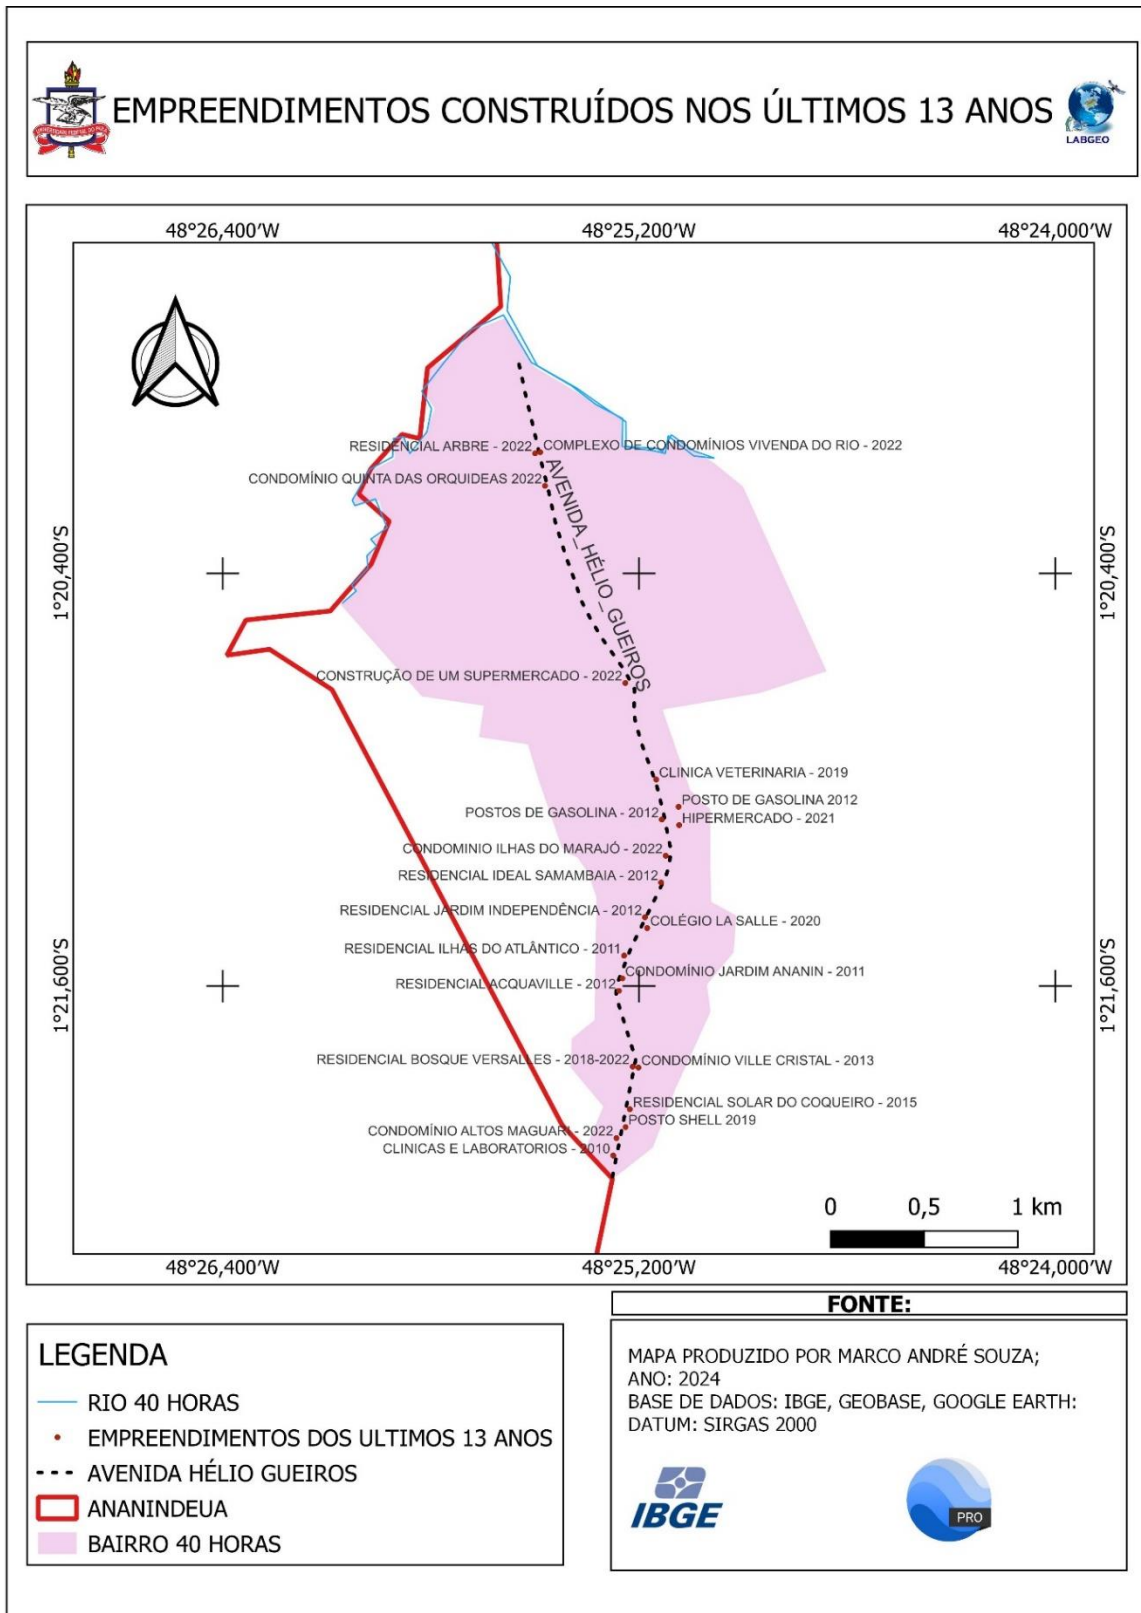 EMPREENDIMENTOS CONSTRUÍDOS NOS ÚLTIMOS 13 ANOS
UNIVERSIDADE FEDERAL DO PARÁ
LABGEO
48°26,400'W 48°25,200'W 48°24,000'W
RESIDENCIAL ARBRE - 2022 COMPLEXO DE CONDOMÍNIOS VIVENDA DO RIO - 2022
CONDOMÍNIO QUINTA DAS ORQUIDEAS 2022
AVENIDA_HÉLIO_GUEIROS
1°20,400'S 1°20,400'S
CONSTRUÇÃO DE UM SUPERMERCADO - 2022
CLINICA VETERINARIA - 2019
POSTO DE GASOLINA 2012
POSTOS DE GASOLINA - 2012 HIPERMERCADO - 2021
CONDOMINIO ILHAS DO MARAJÓ - 2022
RESIDENCIAL IDEAL SAMAMBAIA - 2012
RESIDENCIAL JARDIM INDEPENDÊNCIA - 2012
COLÉGIO LA SALLE - 2020
RESIDENCIAL ILHAS DO ATLÂNTICO - 2011
CONDOMÍNIO JARDIM ANANIN - 2011
RESIDENCIAL ACQUAVILLE - 2012
1°21,600'S 1°21,600'S
RESIDENCIAL BOSQUE VERSALLES - 2018-2022 CONDOMÍNIO VILLE CRISTAL - 2013
RESIDENCIAL SOLAR DO COQUEIRO - 2015
POSTO SHELL 2019
CONDOMÍNIO ALTOS MAGUARI - 2022
CLINICAS E LABORATORIOS - 2010
0 0,5 1 km
48°26,400'W 48°25,200'W 48°24,000'W
LEGENDA
RIO 40 HORAS
EMPREENDIMENTOS DOS ULTIMOS 13 ANOS
AVENIDA HÉLIO GUEIROS
ANANINDEUA
BAIRRO 40 HORAS
FONTE:
MAPA PRODUZIDO POR MARCO ANDRÉ SOUZA;
ANO: 2024
BASE DE DADOS: IBGE, GEOBASE, GOOGLE EARTH:
DATUM: SIRGAS 2000
IBGE
PRO